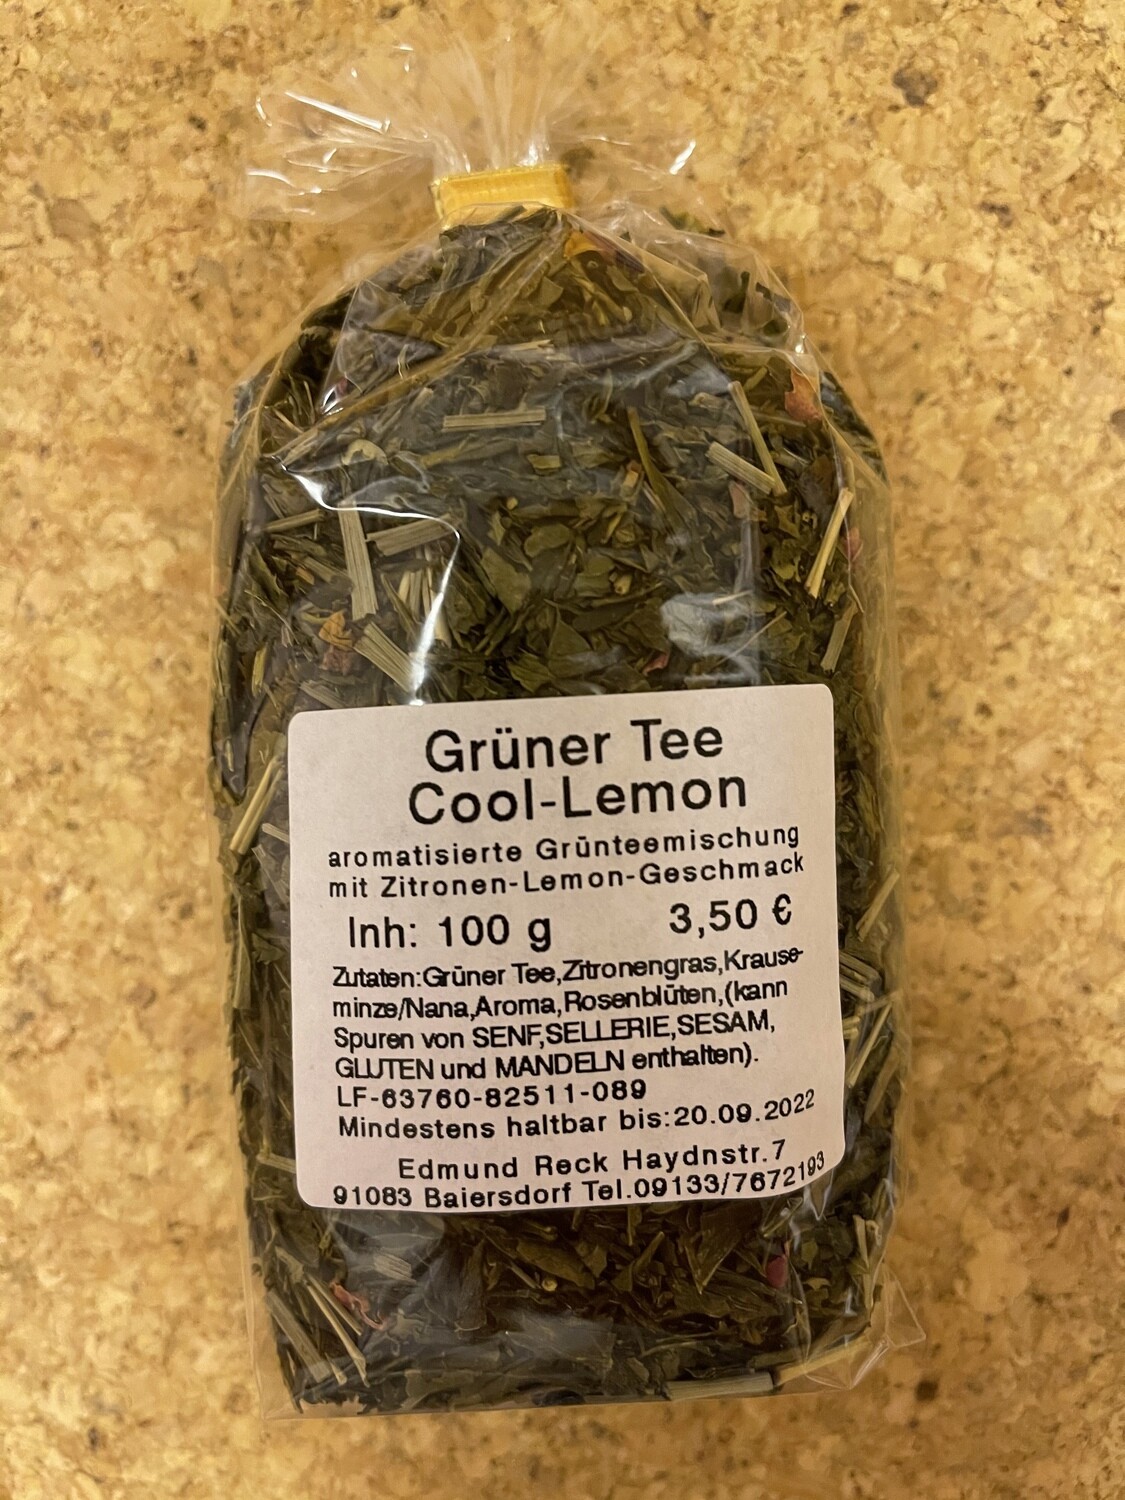 Grüner Tee
Cool-Lemon
aromatisierte Grünteemischung
mit Zitronen-Lemon-Geschmack
Inh: 100 g 3,50 €
Zutaten:Grüner Tee,Zitronengras,Krause-
minze/Nana,Aroma,Rosenblüten,(kann
Spuren von SENF,SELLERIE,SESAM,
GLUTEN und MANDELN enthalten).
LF-63760-82511-089
Mindestens haltbar bis:20.09.2022
Edmund Reck Haydnstr.7
91083 Baiersdorf Tel.09133/7672193